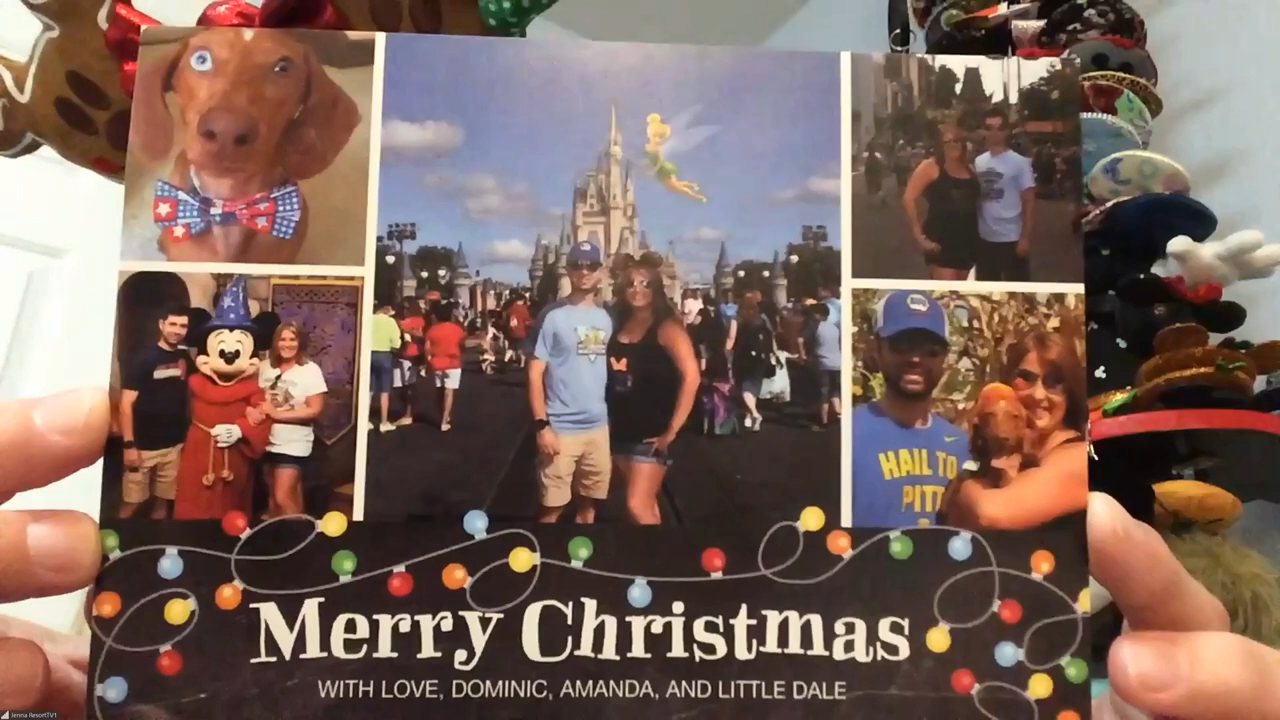 HAIL TO
PITT
Merry Christmas
WITH LOVE, DOMINIC, AMANDA, AND LITTLE DALE
Jenna ResortTV1